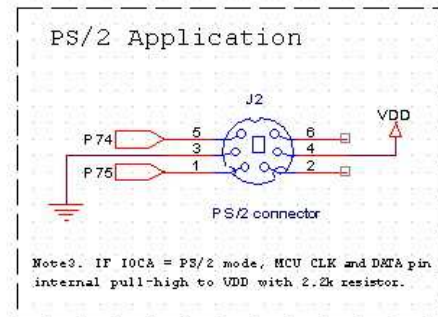 PS/2 Application
J2
VDD
P74 5 6
3 4
P75 1 2
PS/2 connector
Note3. IF IOCA = PS/2 mode, MCU CLK and DATA pin
internal pull-high to VDD with 2.2k resistor.